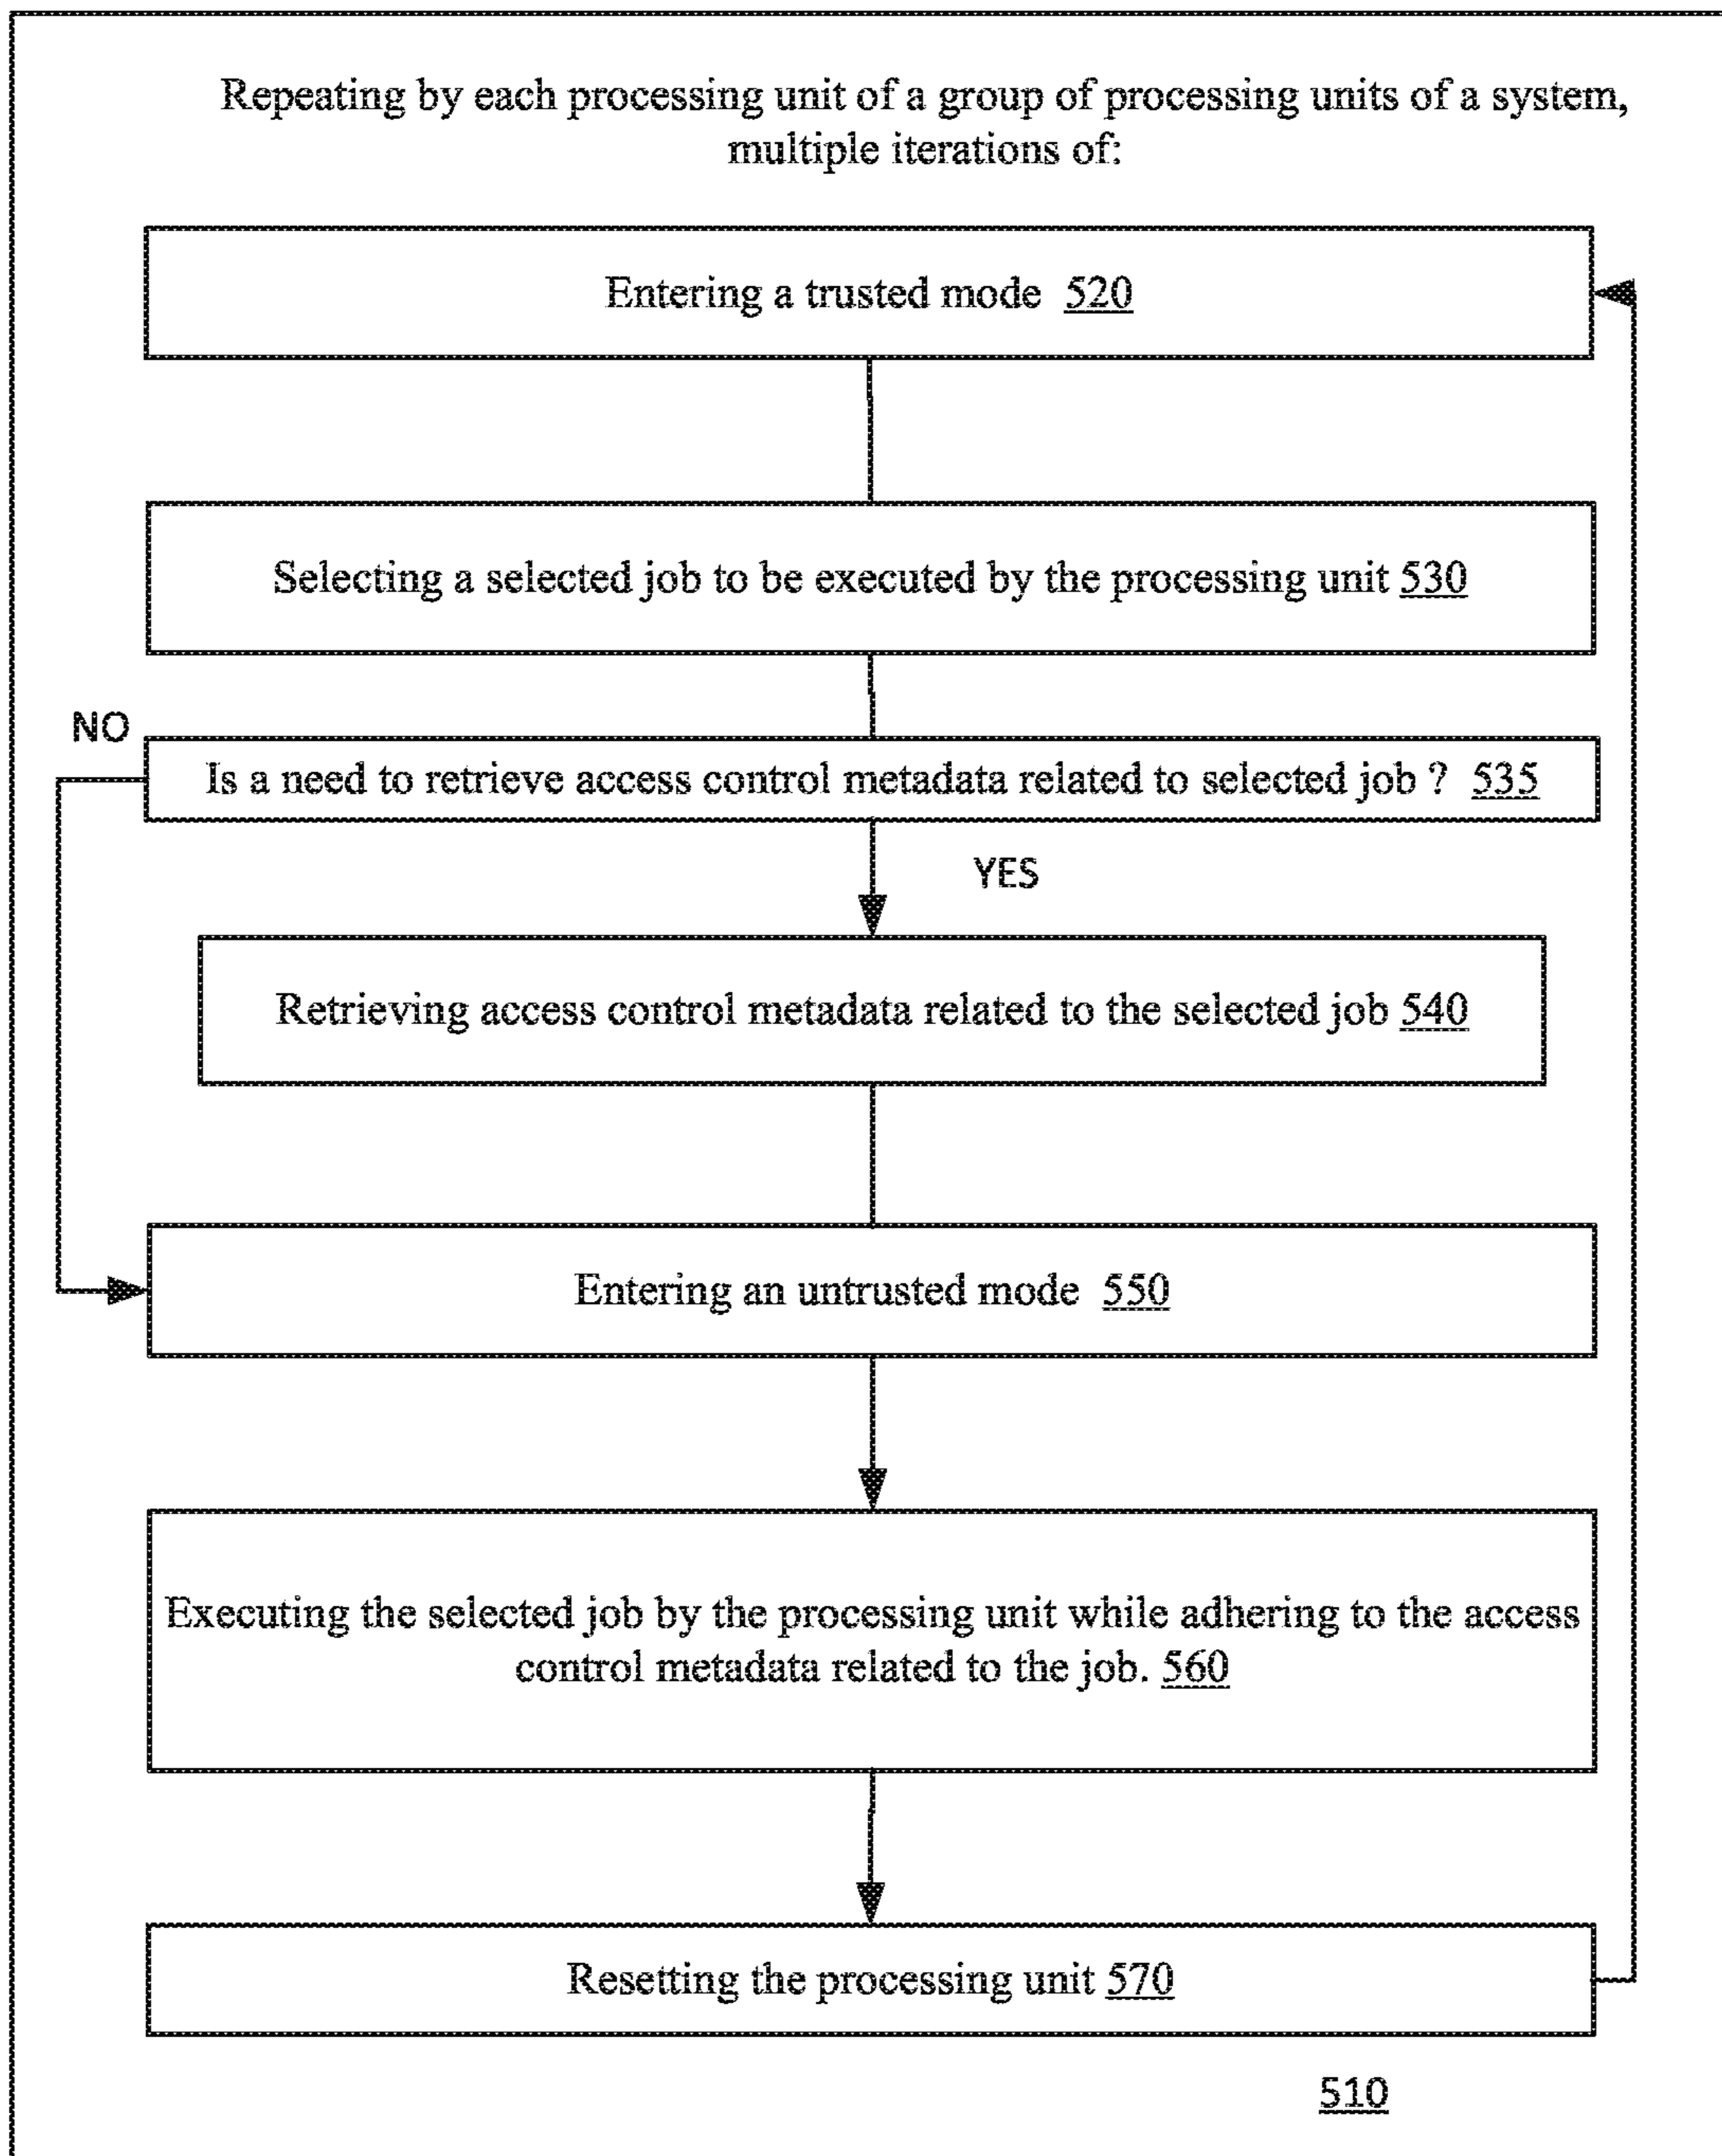 Repeating by each processing unit of a group of processing units of a system,
multiple iterations of:
Entering a trusted mode 520
Selecting a selected job to be executed by the processing unit 530
NO
Is a need to retrieve access control metadata related to selected job ? 535
YES
Retrieving access control metadata related to the selected job 540
Entering an untrusted mode 550
Executing the selected job by the processing unit while adhering to the access
control metadata related to the job. 560
Resetting the processing unit 570
510